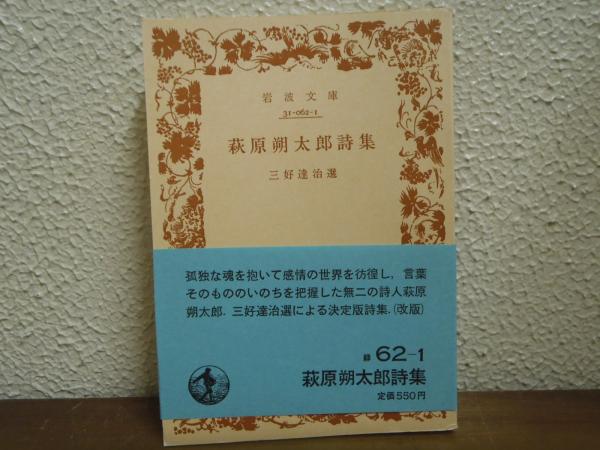 岩波文庫
31-062-1
萩原朔太郎詩集
三好達治選
孤独な魂を抱いて感情の世界を彷徨し，言葉
そのもののいのちを把握した無二の詩人萩原
朔太郎．三好達治選による決定版詩集．(改版)
緑 62-1
萩原朔太郎詩集
定価550円